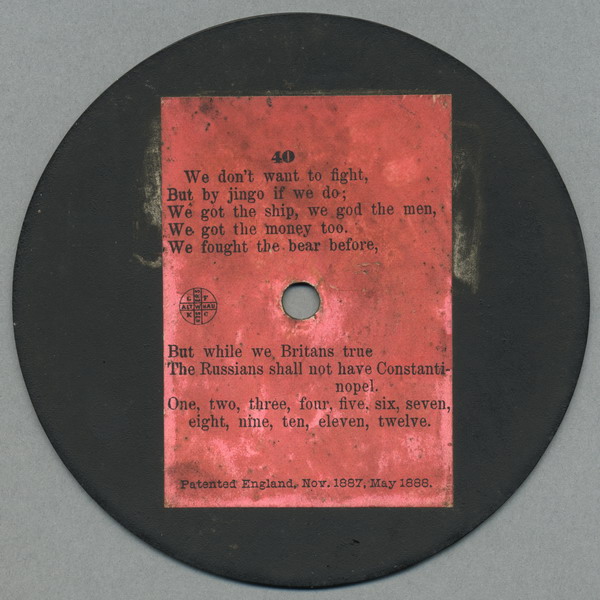 40
We don't want to fight,
But by jingo if we do;
We got the ship, we god the men,
We got the money too.
We fought the bear before,
But while we Britans true
The Russians shall not have Constanti-
nopel.
One, two, three, four, five, six, seven,
eight, nine, ten, eleven, twelve.
Patented England, Nov. 1887, May 1888.